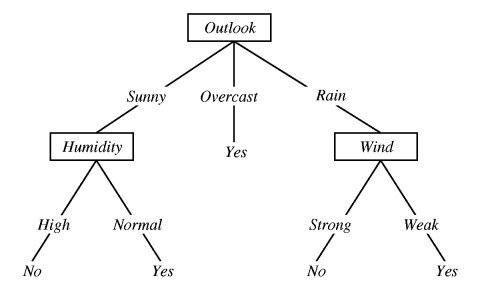 Outlook
Sunny Overcast Rain
Humidity Yes Wind
High Normal Strong Weak
No Yes No Yes